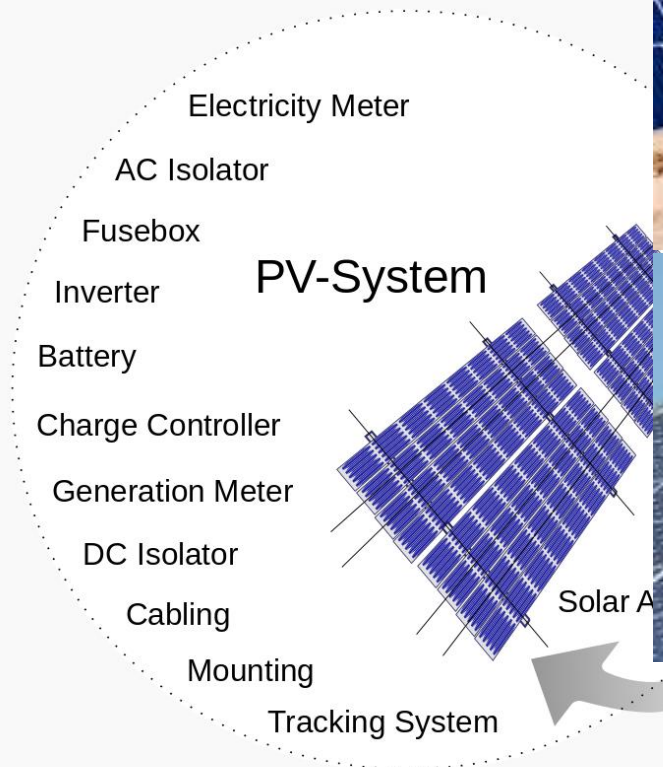 Electricity Meter
AC Isolator
Fusebox
PV-System
Inverter
Battery
Charge Controller
Generation Meter
DC Isolator
Solar A
Cabling
Mounting
Tracking System